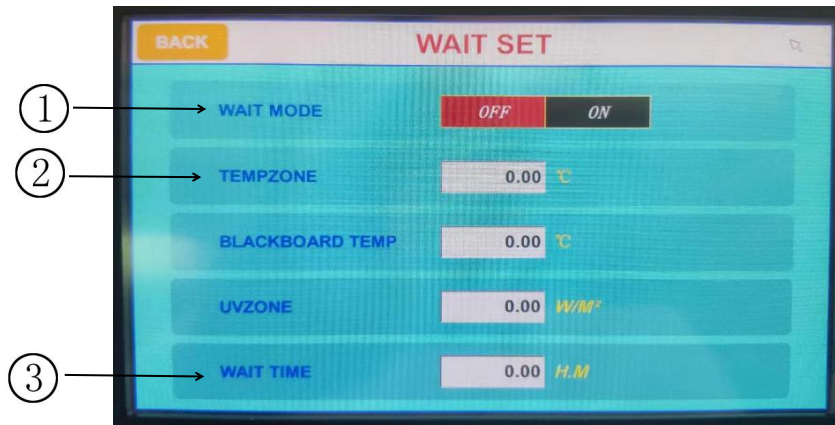 BACK WAIT SET
① WAIT MODE OFF ON
② TEMPZONE 0.00 ℃
BLACKBOARD TEMP 0.00 ℃
UVZONE 0.00 W/M²
③ WAIT TIME 0.00 H.M